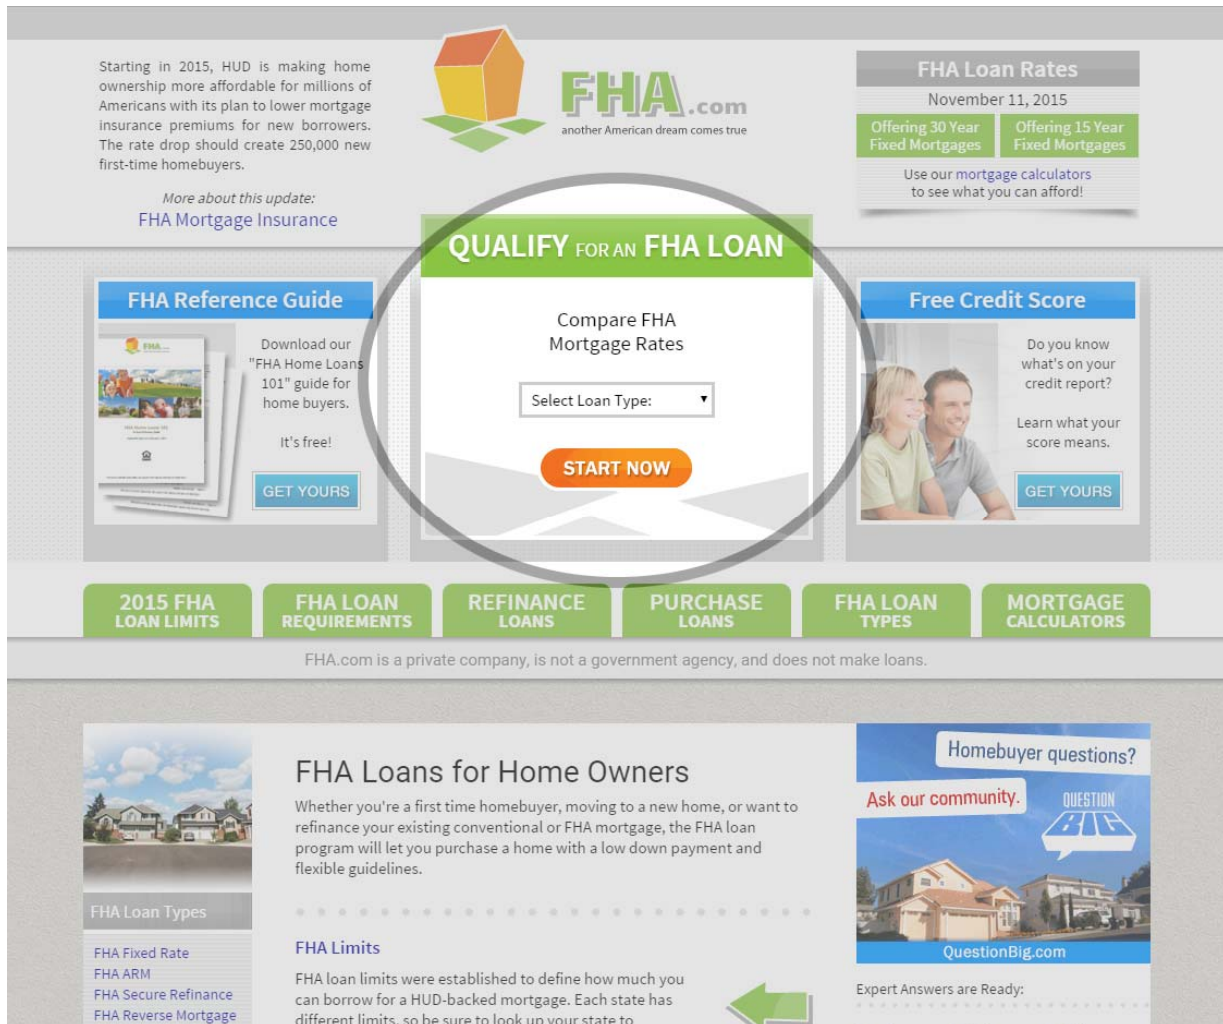 Starting in 2015, HUD is making home
ownership more affordable for millions of
Americans with its plan to lower mortgage
insurance premiums for new borrowers.
The rate drop should create 250,000 new
first-time homebuyers.
More about this update:
FHA Mortgage Insurance
FHA.com
another American dream comes true
FHA Loan Rates
November 11, 2015
Offering 30 Year
Fixed Mortgages
Offering 15 Year
Fixed Mortgages
Use our mortgage calculators
to see what you can afford!
FHA Reference Guide
FHA
Download our
"FHA Home Loans
101" guide for
home buyers.
It's free!
GET YOURS
QUALIFY FOR AN FHA LOAN
Compare FHA
Mortgage Rates
Select Loan Type:
START NOW
Free Credit Score
Do you know
what's on your
credit report?
Learn what your
score means.
GET YOURS
2015 FHA
LOAN LIMITS
FHA LOAN
REQUIREMENTS
REFINANCE
LOANS
PURCHASE
LOANS
FHA LOAN
TYPES
MORTGAGE
CALCULATORS
FHA.com is a private company, is not a government agency, and does not make loans.
FHA Loan Types
FHA Fixed Rate
FHA ARM
FHA Secure Refinance
FHA Reverse Mortgage
FHA Loans for Home Owners
Whether you're a first time homebuyer, moving to a new home, or want to
refinance your existing conventional or FHA mortgage, the FHA loan
program will let you purchase a home with a low down payment and
flexible guidelines.
FHA Limits
FHA loan limits were established to define how much you
can borrow for a HUD-backed mortgage. Each state has
different limits, so be sure to look up your state to
Homebuyer questions?
Ask our community.
QUESTION
BIG
QuestionBig.com
Expert Answers are Ready: